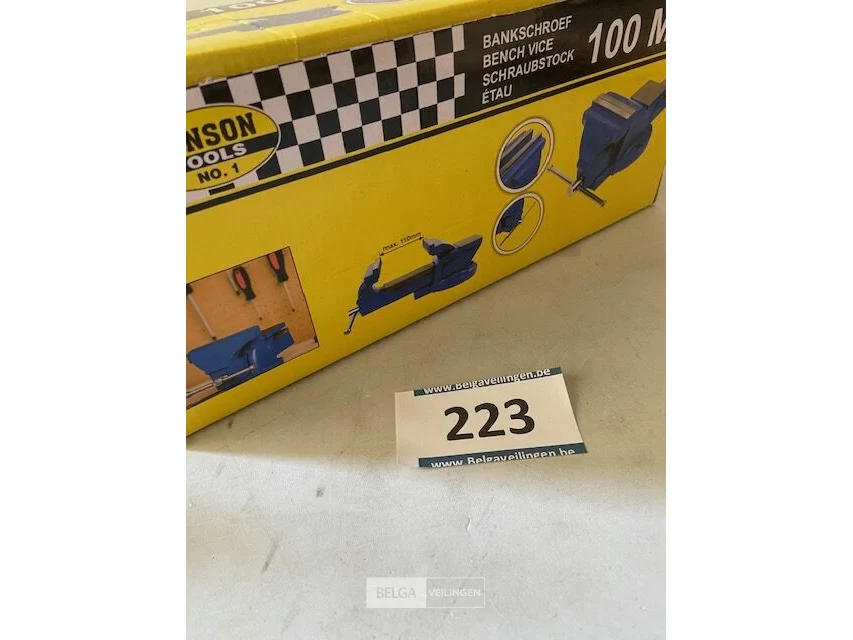 100
BANKSCHROEF
BENCH VICE
SCHRAUBSTOCK
ÉTAU
100 M
NSON
OOLS
NO. 1
max. 110mm
www.Belgaveilingen.be
223
www.Belgaveilingen.be
BELGA VEILINGEN